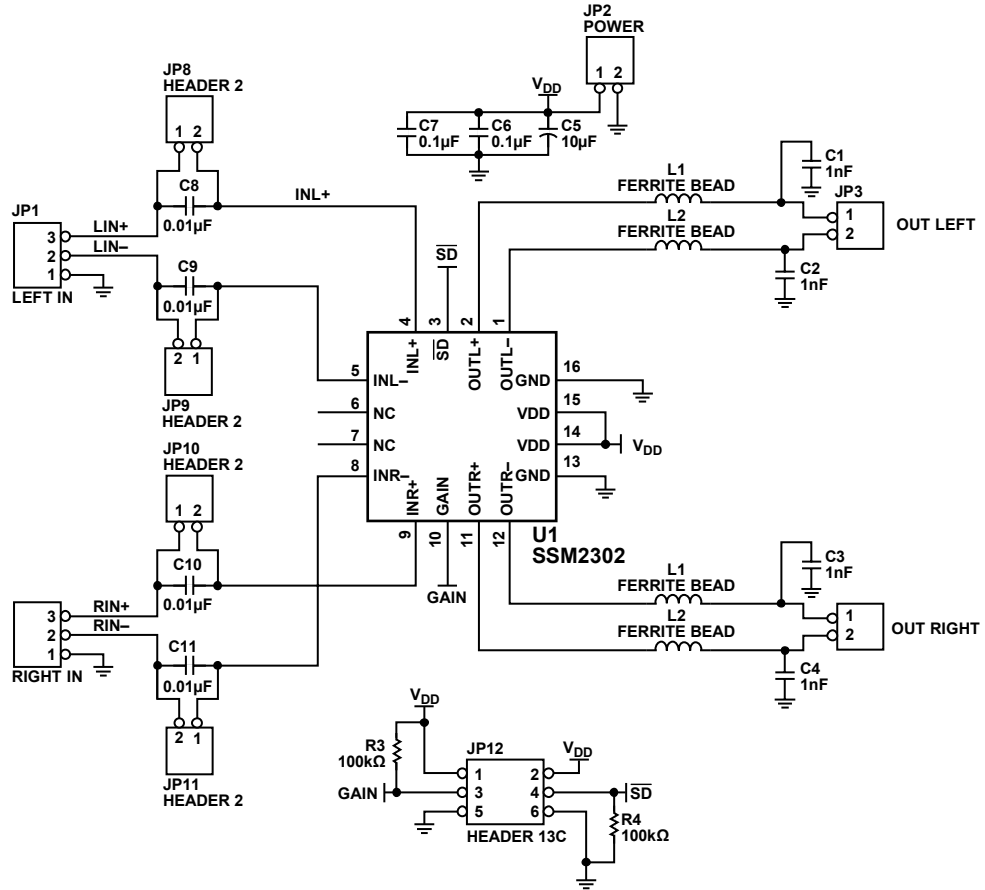 JP2
POWER
1 2
VDD
C7
0.1µF
C6
0.1µF
C5
10µF
JP8
HEADER 2
1 2
C8
0.01µF
INL+
JP1
3
2
1
LIN+
LIN–
LEFT IN
C9
0.01µF
2 1
JP9
HEADER 2
L1
FERRITE BEAD
L2
FERRITE BEAD
C1
1nF
JP3
1
2
OUT LEFT
C2
1nF
SD
4
3
2
1
INL+
SD
OUTL+
OUTL–
5
INL–
6
NC
7
NC
8
INR–
GND
16
VDD
15
VDD
14
GND
13
VDD
INR+
GAIN
OUTR+
OUTR–
9
10
11
12
U1
SSM2302
GAIN
JP10
HEADER 2
1 2
C10
0.01µF
3
2
1
RIN+
RIN–
RIGHT IN
C11
0.01µF
2 1
JP11
HEADER 2
L1
FERRITE BEAD
L2
FERRITE BEAD
C3
1nF
1
2
OUT RIGHT
C4
1nF
VDD
R3
100kΩ
GAIN
JP12
1
3
5
2
4
6
HEADER 13C
VDD
SD
R4
100kΩ